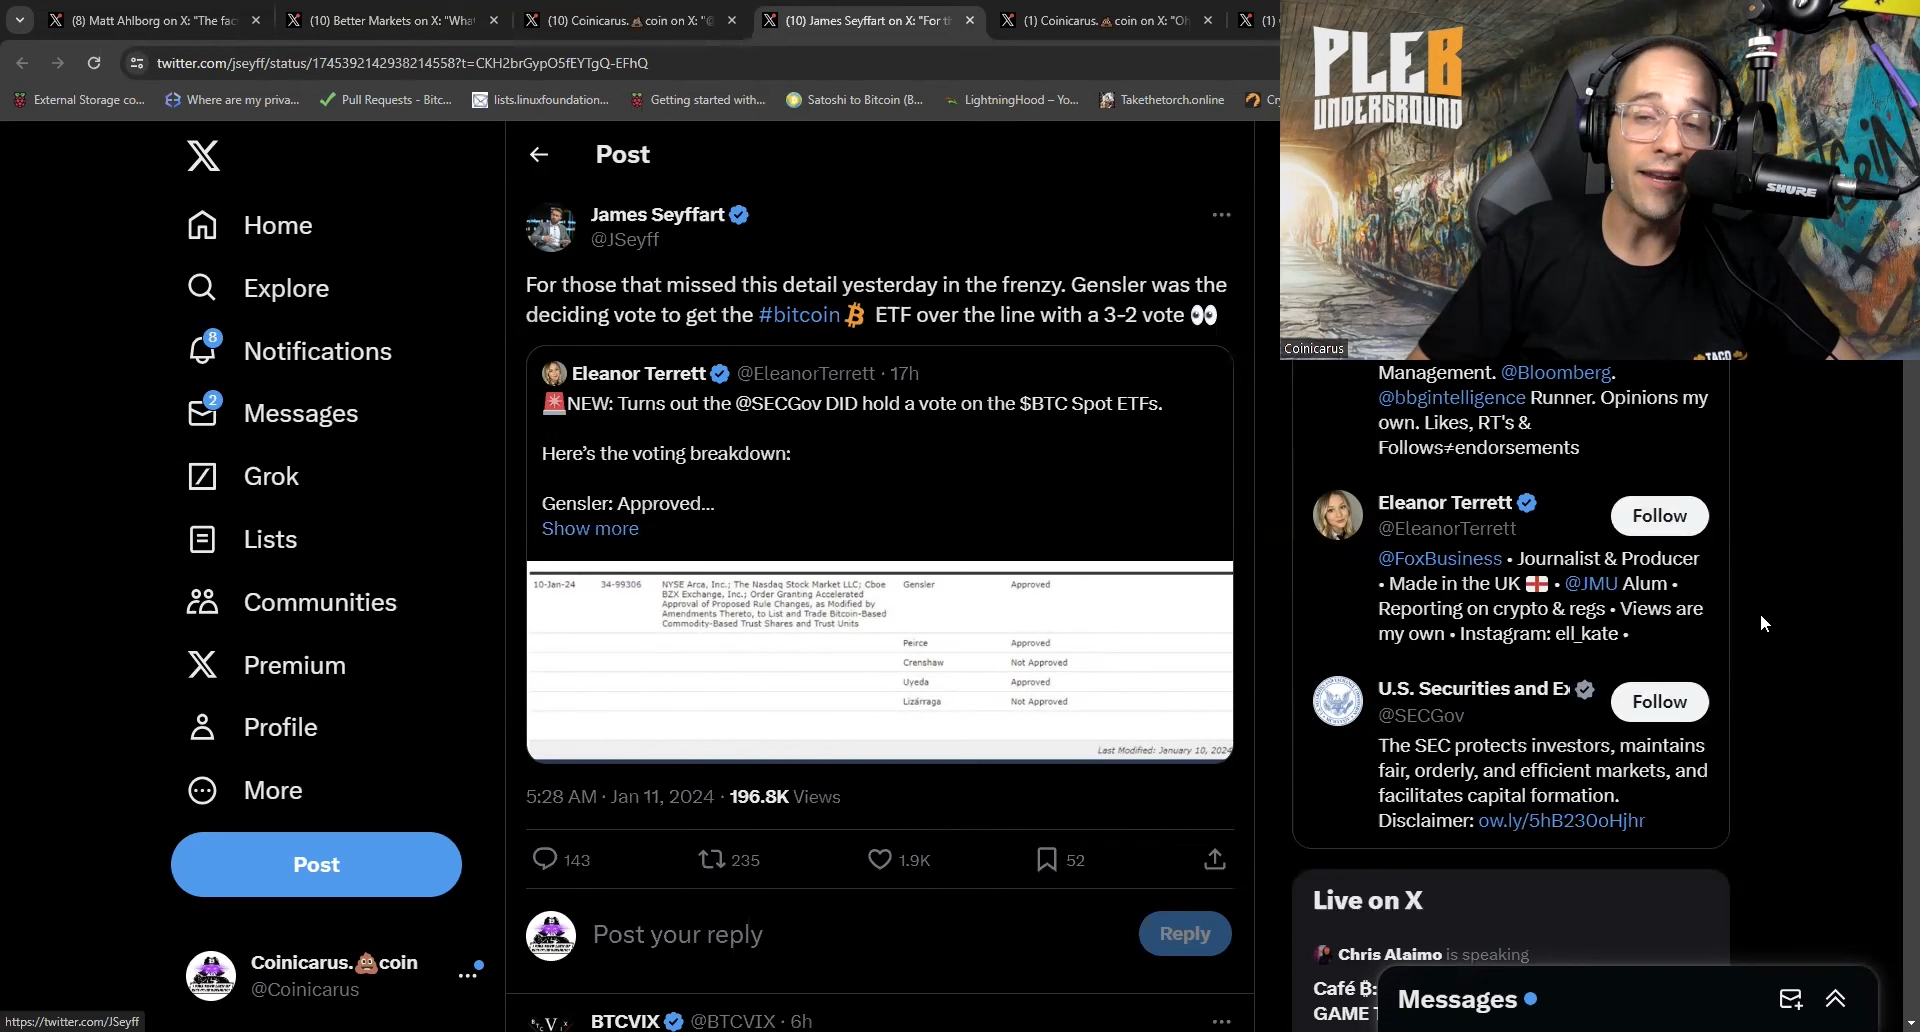 (8) Matt Ahlborg on X: "The fac
(10) Better Markets on X: "Wha
(10) Coinicarus.💩coin on X: "@
(10) James Seyffart on X: "For th
(1) Coinicarus.💩coin on X: "Oh
(1)
twitter.com/jseyff/status/1745392142938214558?t=CKH2brGypO5fEYTgQ-EFhQ
External Storage co...
Where are my priva...
Pull Requests - Bitc...
lists.linuxfoundation...
Getting started with...
Satoshi to Bitcoin (B...
LightningHood – Yo...
Takethetorch.online
PLEB
UNDERGROUND
SHURE
TACO
Coinicarus
Home
Explore
8
Notifications
2
Messages
Grok
Lists
Communities
Premium
Profile
More
Post
Coinicarus.💩coin
@Coinicarus
https://twitter.com/JSeyff
Post
James Seyffart
@JSeyff
For those that missed this detail yesterday in the frenzy. Gensler was the
deciding vote to get the #bitcoin ETF over the line with a 3-2 vote 👀
Eleanor Terrett @EleanorTerrett · 17h
🚨NEW: Turns out the @SECGov DID hold a vote on the $BTC Spot ETFs.
Here’s the voting breakdown:
Gensler: Approved...
Show more
10-Jan-24 34-99306 NYSE Arca, Inc.; The Nasdaq Stock Market LLC; Cboe Gensler Approved
BZX Exchange, Inc.; Order Granting Accelerated
Approval of Proposed Rule Changes, as Modified by
Amendments Thereto, to List and Trade Bitcoin-Based
Commodity-Based Trust Shares and Trust Units
Peirce Approved
Crenshaw Not Approved
Uyeda Approved
Lizárraga Not Approved
Last Modified: January 10, 2024
5:28 AM · Jan 11, 2024 · 196.8K Views
143 235 1.9K 52
Post your reply
Reply
BTCVIX @BTCVIX · 6h
Management. @Bloomberg.
@bbgintelligence Runner. Opinions my
own. Likes, RT's &
Follows≠endorsements
Eleanor Terrett
@EleanorTerrett
Follow
@FoxBusiness • Journalist & Producer
• Made in the UK 🏴󠁧󠁢󠁥󠁮󠁧󠁿 • @JMU Alum •
Reporting on crypto & regs • Views are
my own • Instagram: ell_kate •
U.S. Securities and Ex
@SECGov
Follow
The SEC protects investors, maintains
fair, orderly, and efficient markets, and
facilitates capital formation.
Disclaimer: ow.ly/5hB230oHjhr
Live on X
Chris Alaimo is speaking
Café ₿:
GAME T
Messages